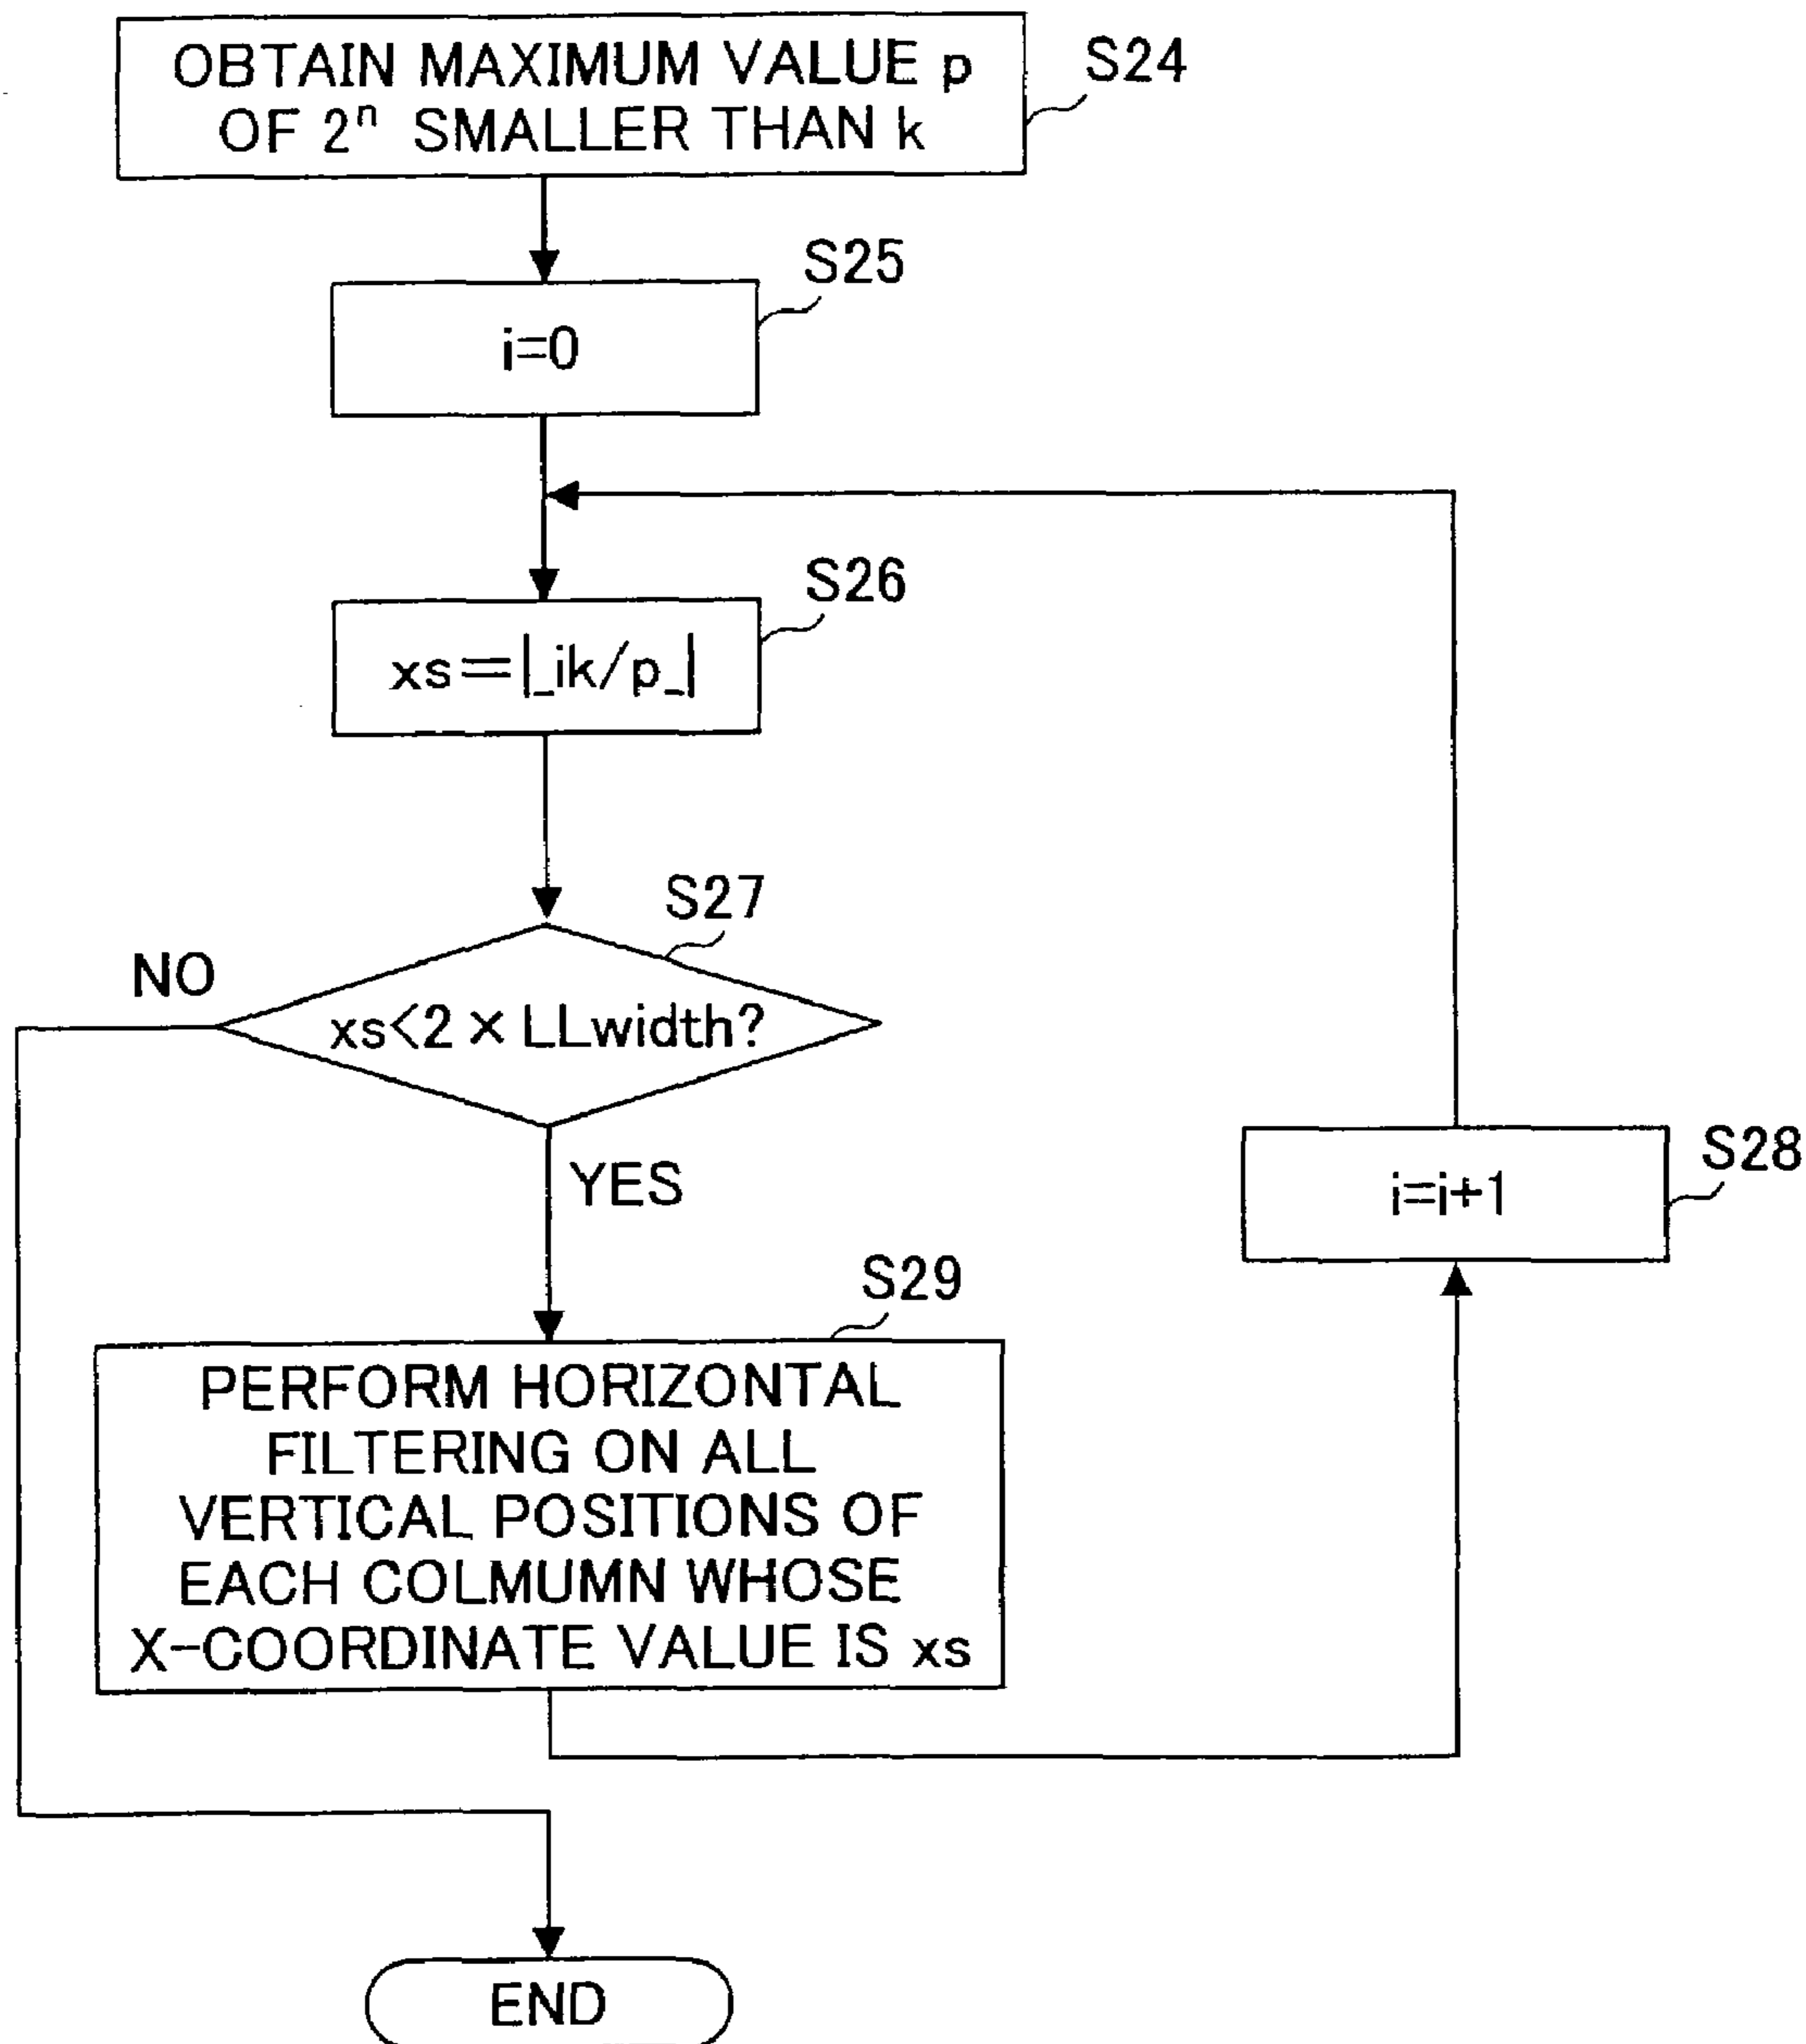 OBTAIN MAXIMUM VALUE p
OF 2ⁿ SMALLER THAN k
S24
S25
i=0
S26
xs=|_ik/p_|
S27
NO
xs<2 × LLwidth?
YES
S28
i=i+1
S29
PERFORM HORIZONTAL
FILTERING ON ALL
VERTICAL POSITIONS OF
EACH COLMUMN WHOSE
X-COORDINATE VALUE IS xs
END